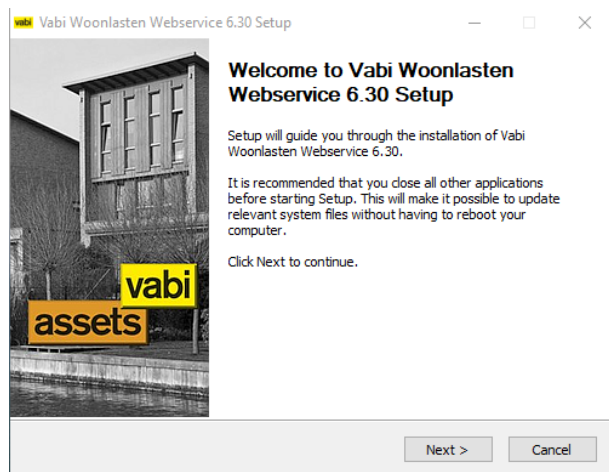 vabi Vabi Woonlasten Webservice 6.30 Setup
Welcome to Vabi Woonlasten
Webservice 6.30 Setup
Setup will guide you through the installation of Vabi
Woonlasten Webservice 6.30.
It is recommended that you close all other applications
before starting Setup. This will make it possible to update
relevant system files without having to reboot your
computer.
Click Next to continue.
vabi
assets
Next >
Cancel